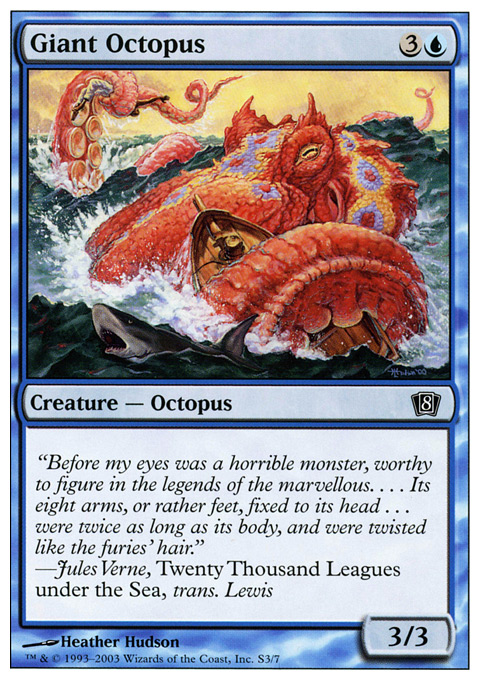 Giant Octopus 3
Creature — Octopus 8
“Before my eyes was a horrible monster, worthy
to figure in the legends of the marvellous. . . . Its
eight arms, or rather feet, fixed to its head . . .
were twice as long as its body, and were twisted
like the furies’ hair.”
—Jules Verne, Twenty Thousand Leagues
under the Sea, trans. Lewis
3/3
Heather Hudson
™ & © 1993–2003 Wizards of the Coast, Inc. S3/7